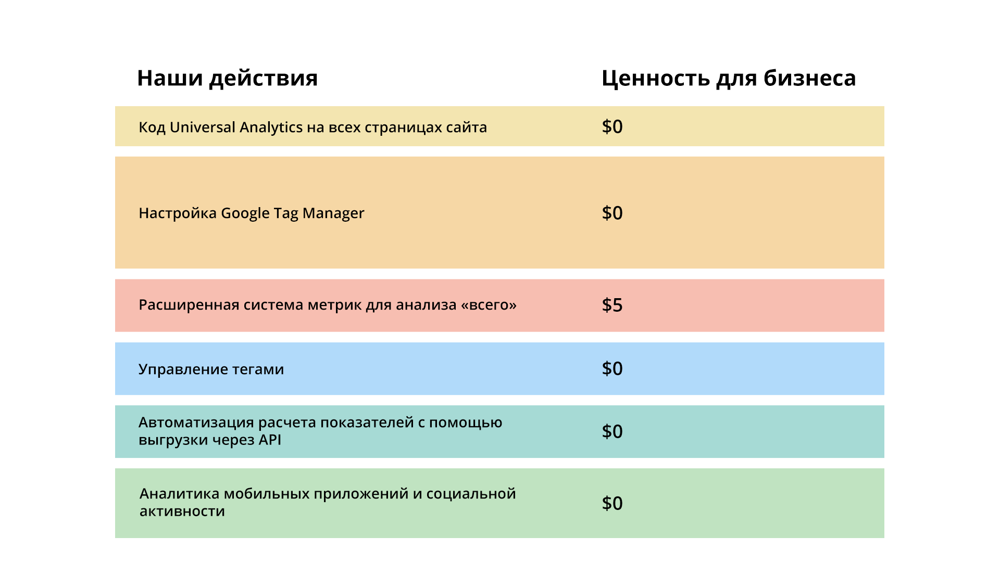 Наши действия
Ценность для бизнеса
Код Universal Analytics на всех страницах сайта
$0
Настройка Google Tag Manager
$0
Расширенная система метрик для анализа «всего»
$5
Управление тегами
$0
Автоматизация расчета показателей с помощью
выгрузки через API
$0
Аналитика мобильных приложений и социальной
активности
$0